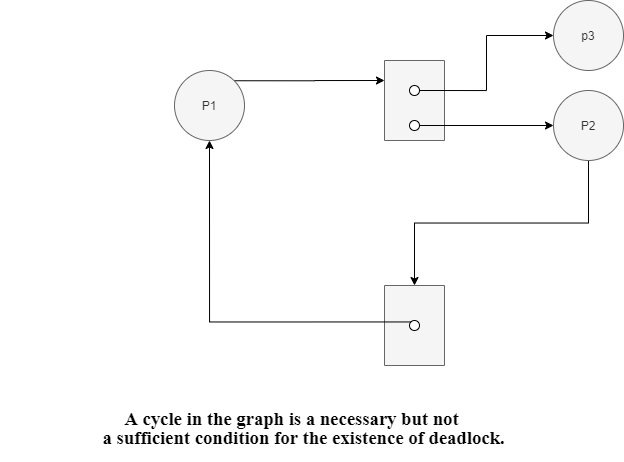 p3
P1
P2
A cycle in the graph is a necessary but not
a sufficient condition for the existence of deadlock.